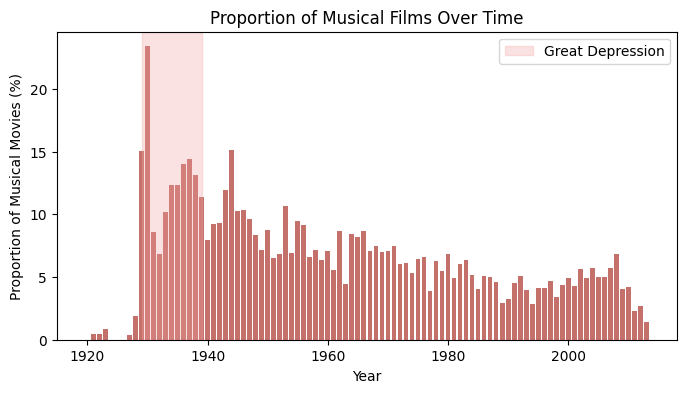 Proportion of Musical Films Over Time
Great Depression
Proportion of Musical Movies (%)
20
15
10
5
0
1920 1940 1960 1980 2000
Year